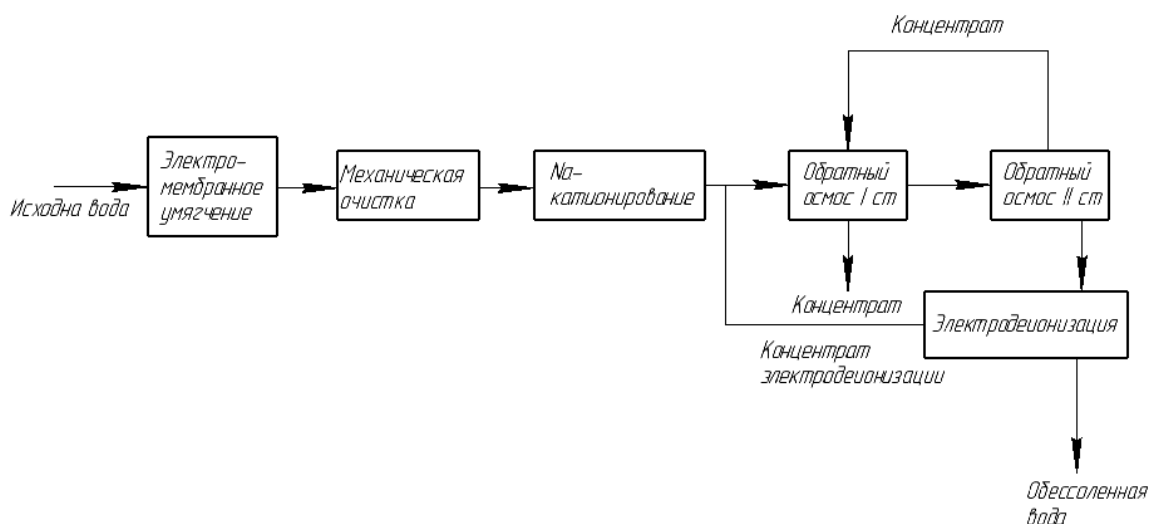 Концентрат
Электро-
мембранное
умягчение
Механическая
очистка
Na-
катионирование
Обратный
осмос I ст
Обратный
осмос II ст
Исходна вода
Концентрат
Электродеионизация
Концентрат
электродеионизации
Обессоленная
вода